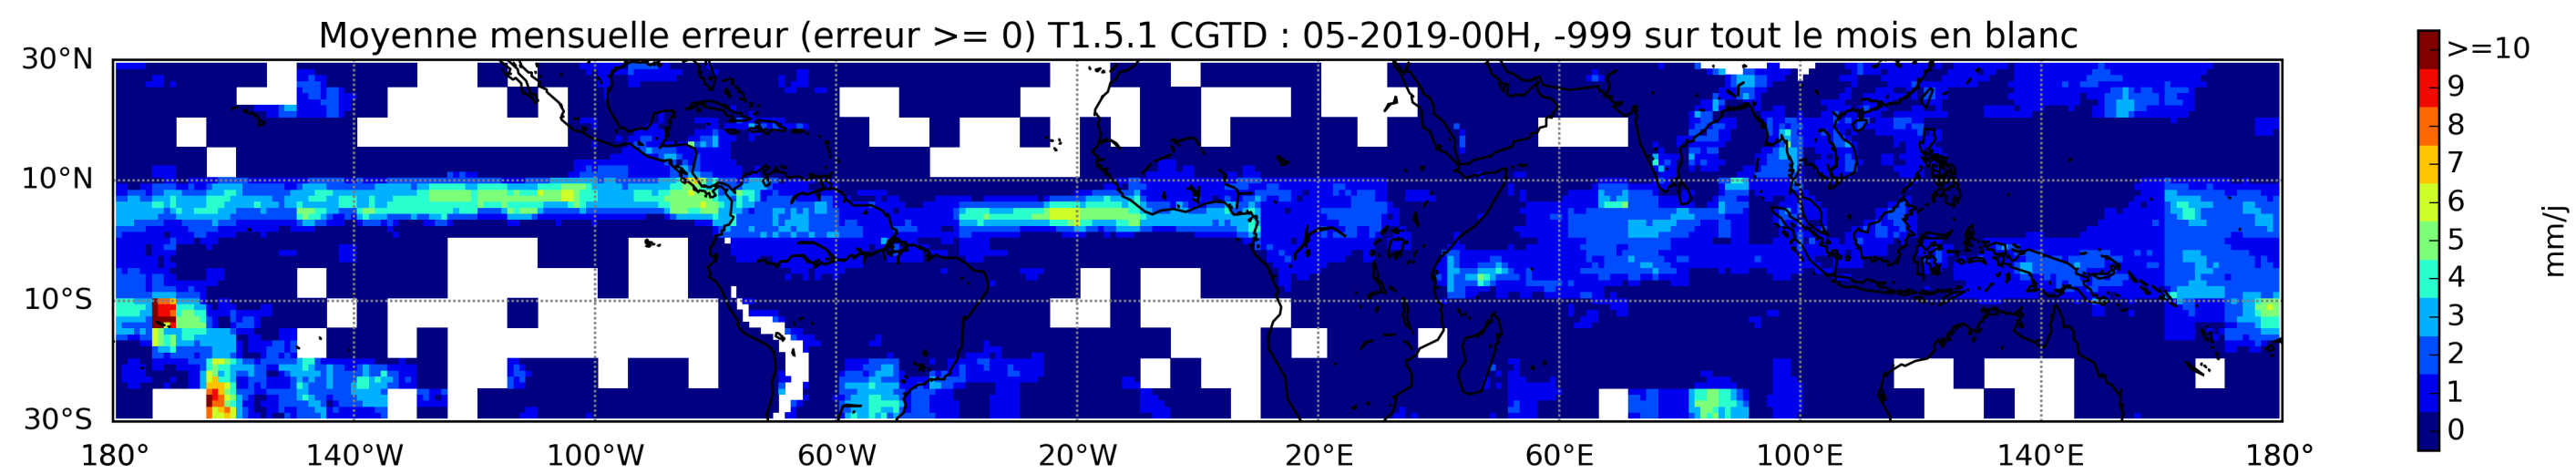 Moyenne mensuelle erreur (erreur >= 0) T1.5.1 CGTD : 05-2019-00H, -999 sur tout le mois en blanc
30°N
10°N
10°S
30°S
180° 140°W 100°W 60°W 20°W 20°E 60°E 100°E 140°E 180°
>=10
9
8
7
6
5
4
3
2
1
0
mm/j